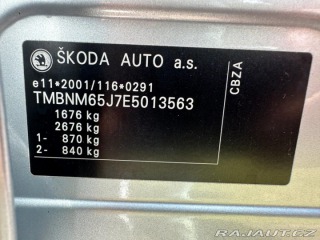 ŠKODA AUTO a.s.
e11*2001/116*0291
TMBNM65J7E5013563
1676 kg
2676 kg
1- 870 kg
2- 840 kg
CBZA
RAJAUT.CZ